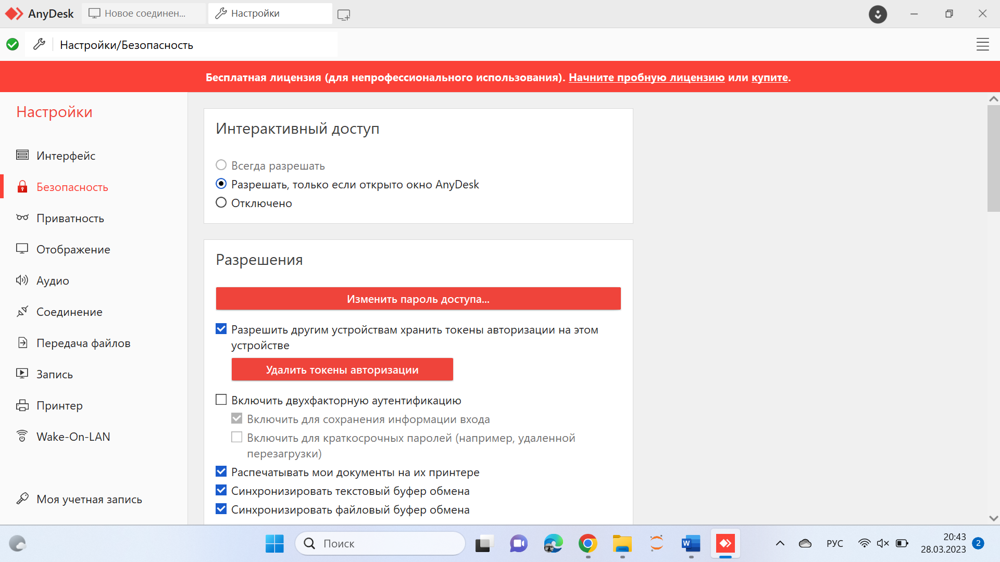 AnyDesk
Новое соединен...
Настройки
Настройки/Безопасность
Бесплатная лицензия (для непрофессионального использования). Начните пробную лицензию или купите.
Настройки
Интерфейс
Безопасность
Приватность
Отображение
Аудио
Соединение
Передача файлов
Запись
Принтер
Wake-On-LAN
Моя учетная запись
Интерактивный доступ
Всегда разрешать
Разрешать, только если открыто окно AnyDesk
Отключено
Разрешения
Изменить пароль доступа...
Разрешить другим устройствам хранить токены авторизации на этом
устройстве
Удалить токены авторизации
Включить двухфакторную аутентификацию
Включить для сохранения информации входа
Включить для краткосрочных паролей (например, удаленной
перезагрузки)
Распечатывать мои документы на их принтере
Синхронизировать текстовый буфер обмена
Синхронизировать файловый буфер обмена
Поиск
W
РУС
20:43
28.03.2023
2